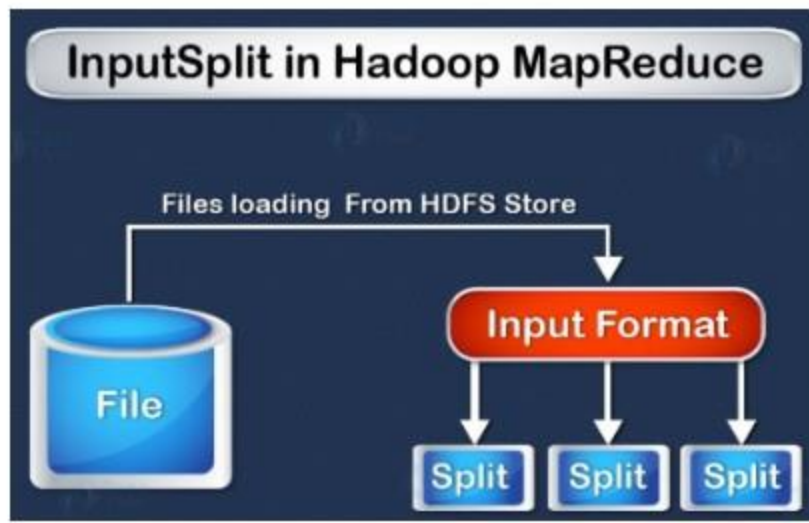 InputSplit in Hadoop MapReduce
Files loading From HDFS Store
Input Format
File
Split
Split
Split